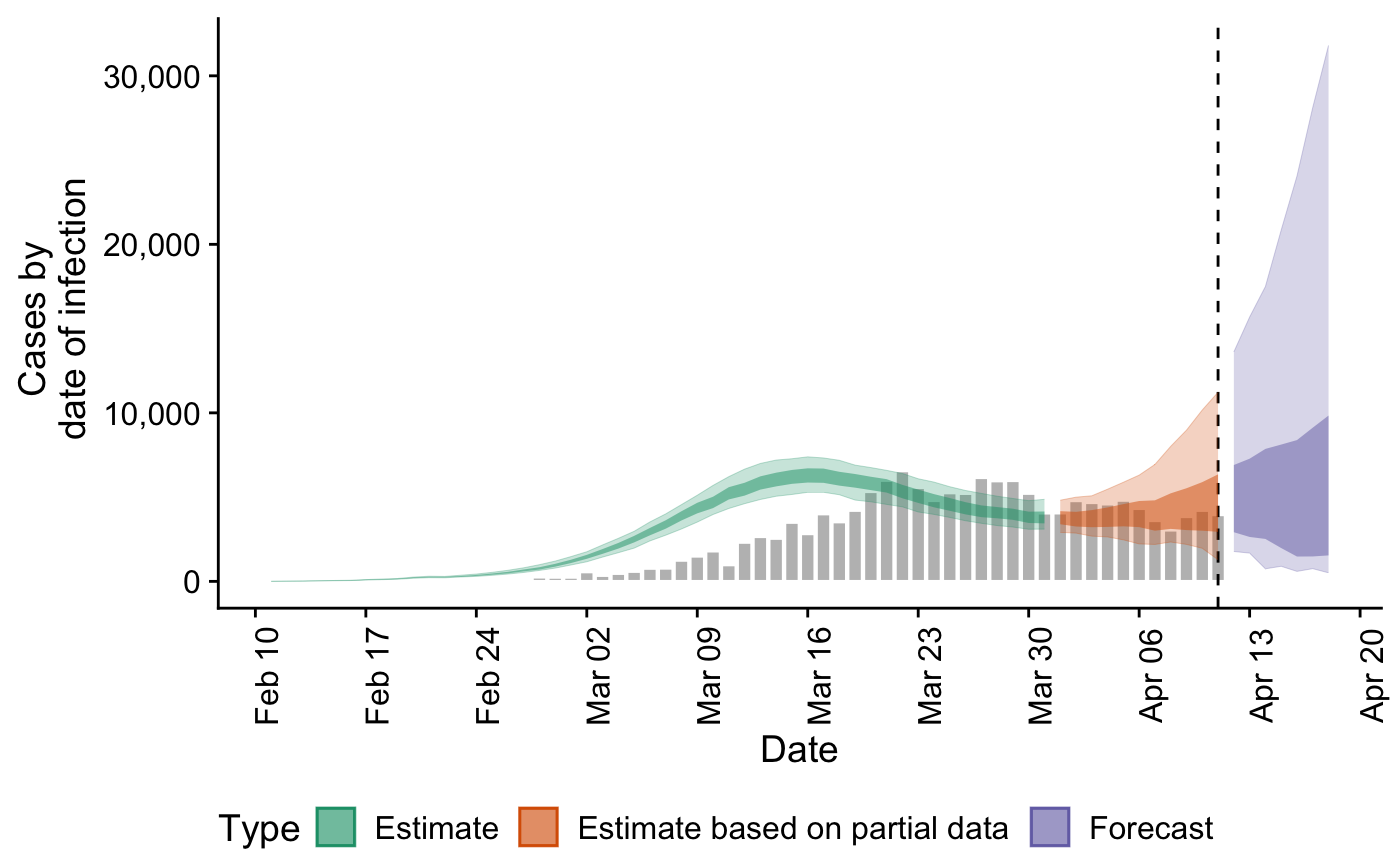 Cases by
date of infection
30,000
20,000
10,000
0
Feb 10
Feb 17
Feb 24
Mar 02
Mar 09
Mar 16
Mar 23
Mar 30
Apr 06
Apr 13
Apr 20
Date
Type Estimate Estimate based on partial data Forecast